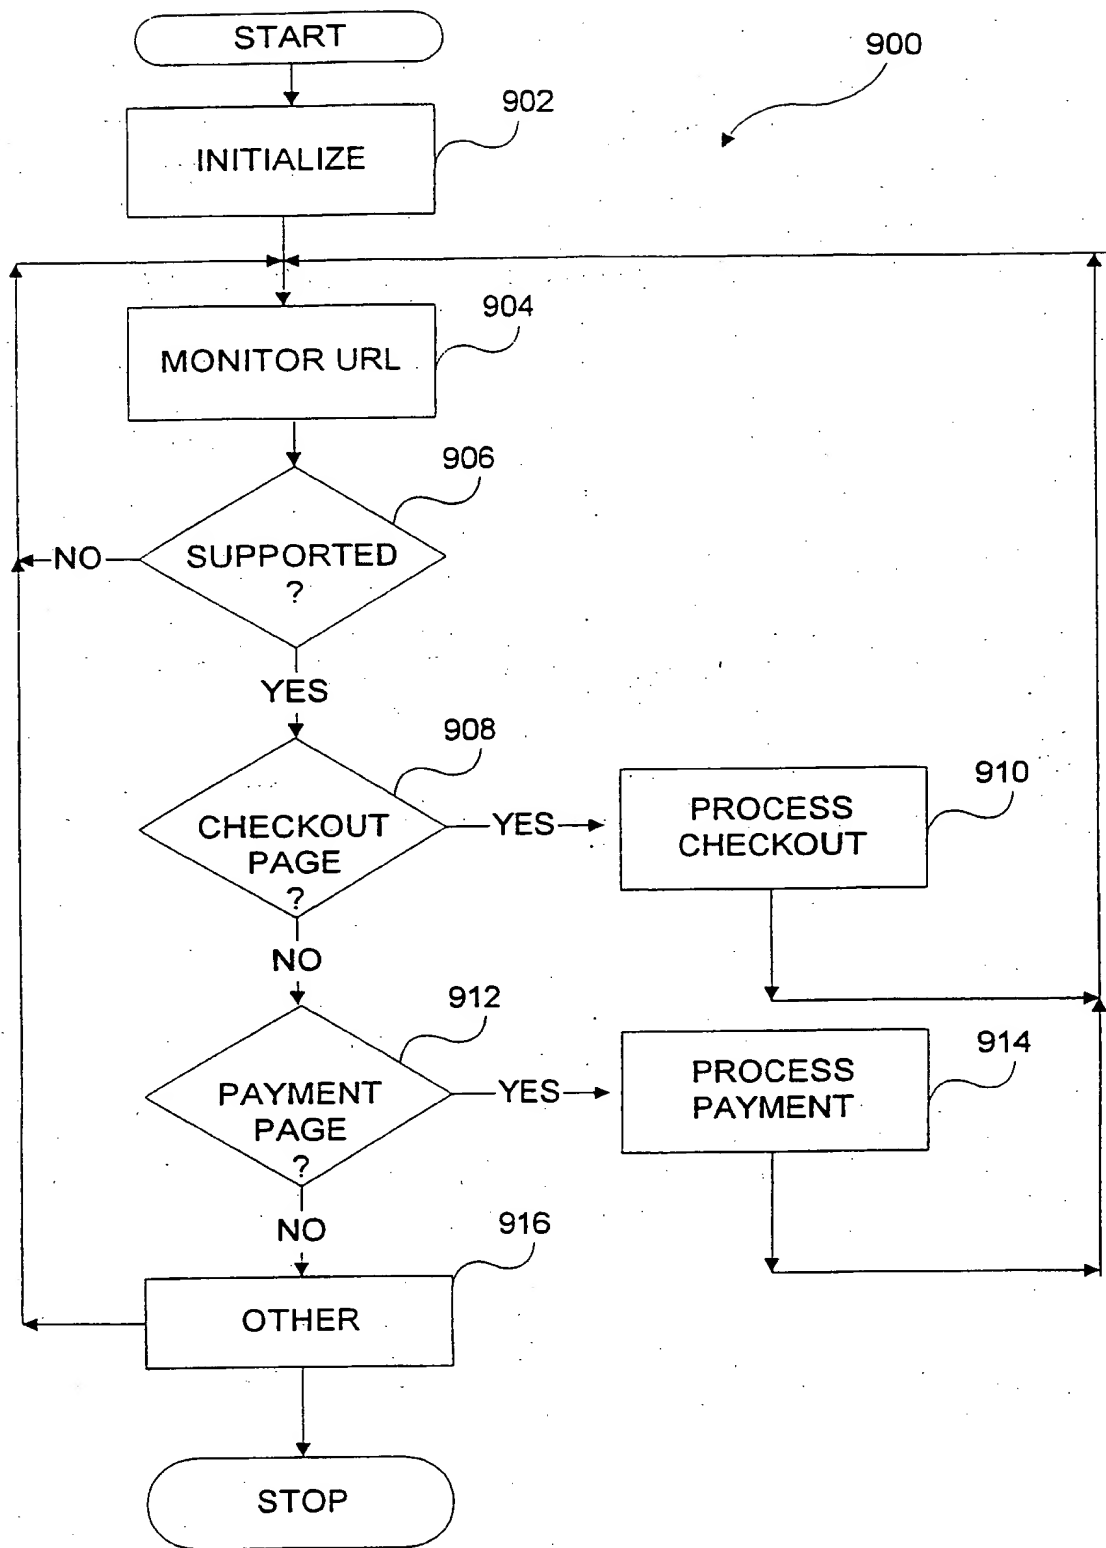 START
900
902
INITIALIZE
904
MONITOR URL
906
NO
SUPPORTED
?
YES
908
CHECKOUT
PAGE
?
YES
PROCESS
CHECKOUT
910
NO
912
PAYMENT
PAGE
?
YES
PROCESS
PAYMENT
914
NO
916
OTHER
STOP